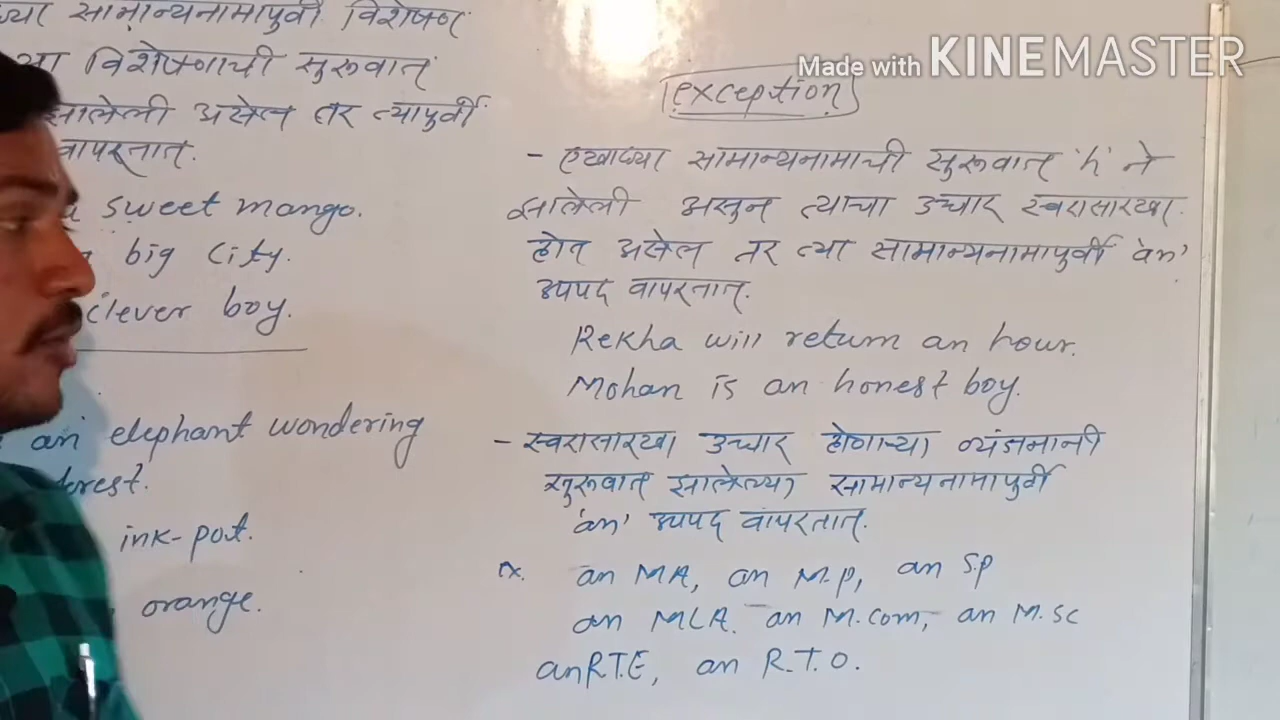 सामान्यनामापुर्वी विशेषण
विशेषणाची सुरूवात
झालेली असेल तर त्यापुर्वी
वापरतात.
a sweet mango.
big city.
clever boy.
an elephant wondering
forest.
ink-pot.
orange.
Made with KINEMASTER
exception
- एखाद्या सामान्यनामाची सुरूवात 'h' ने
झालेली असुन त्याचा उच्चार स्वरासारखा
होत असेल तर त्या सामान्यनामापुर्वी 'an'
उपपद वापरतात.
Rekha will return an hour.
Mohan is an honest boy.
- स्वरासारखा उच्चार होणाऱ्या व्यंजनानी
सुरूवात झालेल्या सामान्यनामापुर्वी
'an' उपपद वापरतात.
ex. an MA, an M.p, an S.p
an MLA. an M.com, an M.sc
an R.T.E, an R.T.O.